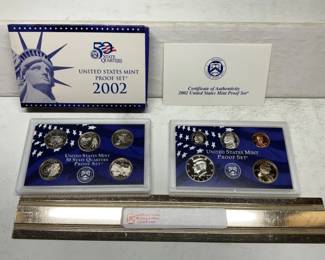 50
STATE
QUARTERS
UNITED STATES MINT
PROOF SET
2002
Certificate of Authenticity
2002 United States Mint Proof Set
UNITED STATES MINT
50 STATE QUARTERS
PROOF SET
UNITED STATES MINT
PROOF SET